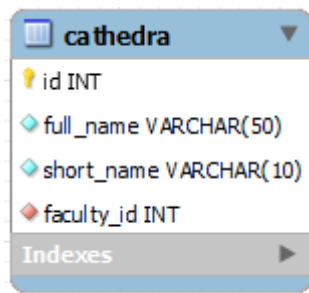 cathedra
id INT
full_name VARCHAR(50)
short_name VARCHAR(10)
faculty_id INT
Indexes